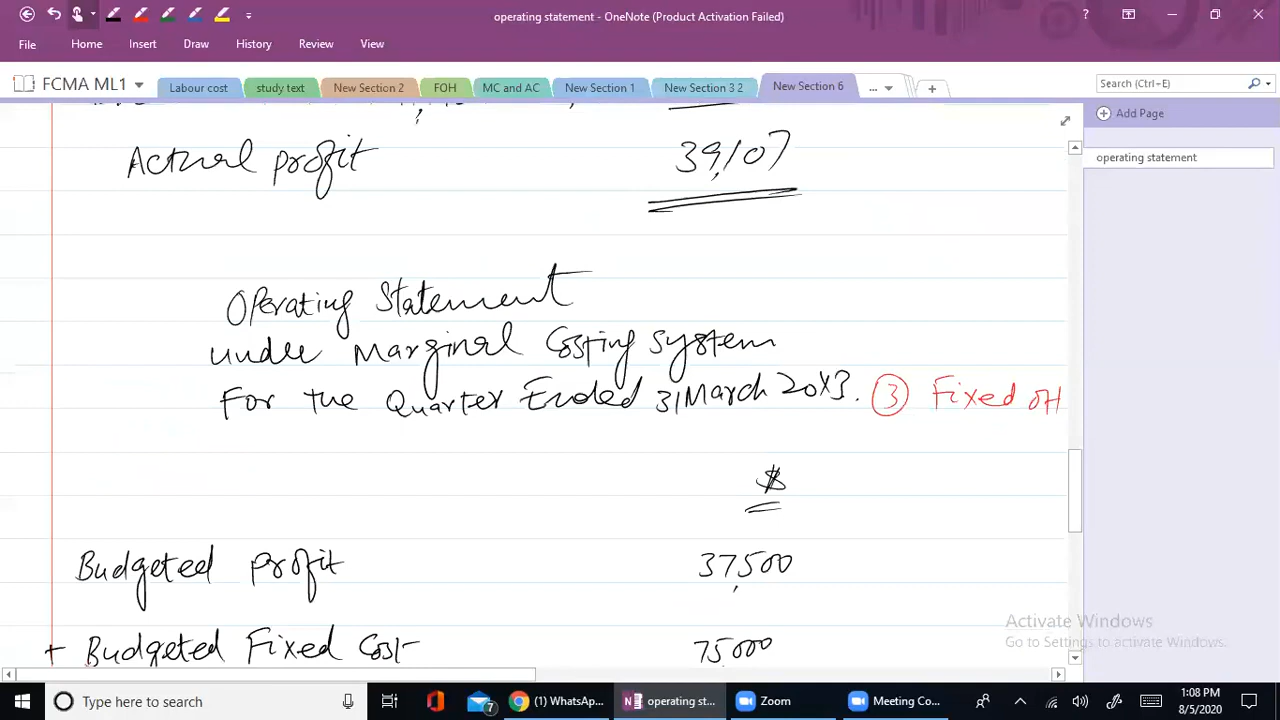 operating statement - OneNote (Product Activation Failed)
File Home Insert Draw History Review View
FCMA ML1 Labour cost study text New Section 2 FOH MC and AC New Section 1 New Section 3 2 New Section 6 ... Search (Ctrl+E)
Add Page
operating statement
Actual profit 39,107
Operating Statement
under Marginal Costing system
For the Quarter Ended 31 March 20X3. ③ Fixed OH
$
Budgeted profit 37,500
+ Budgeted Fixed Cost 75,000
Activate Windows
Go to Settings to activate Windows.
Type here to search
7
(1) WhatsApp...
operating st...
Zoom
Meeting Co...
1:08 PM
8/5/2020